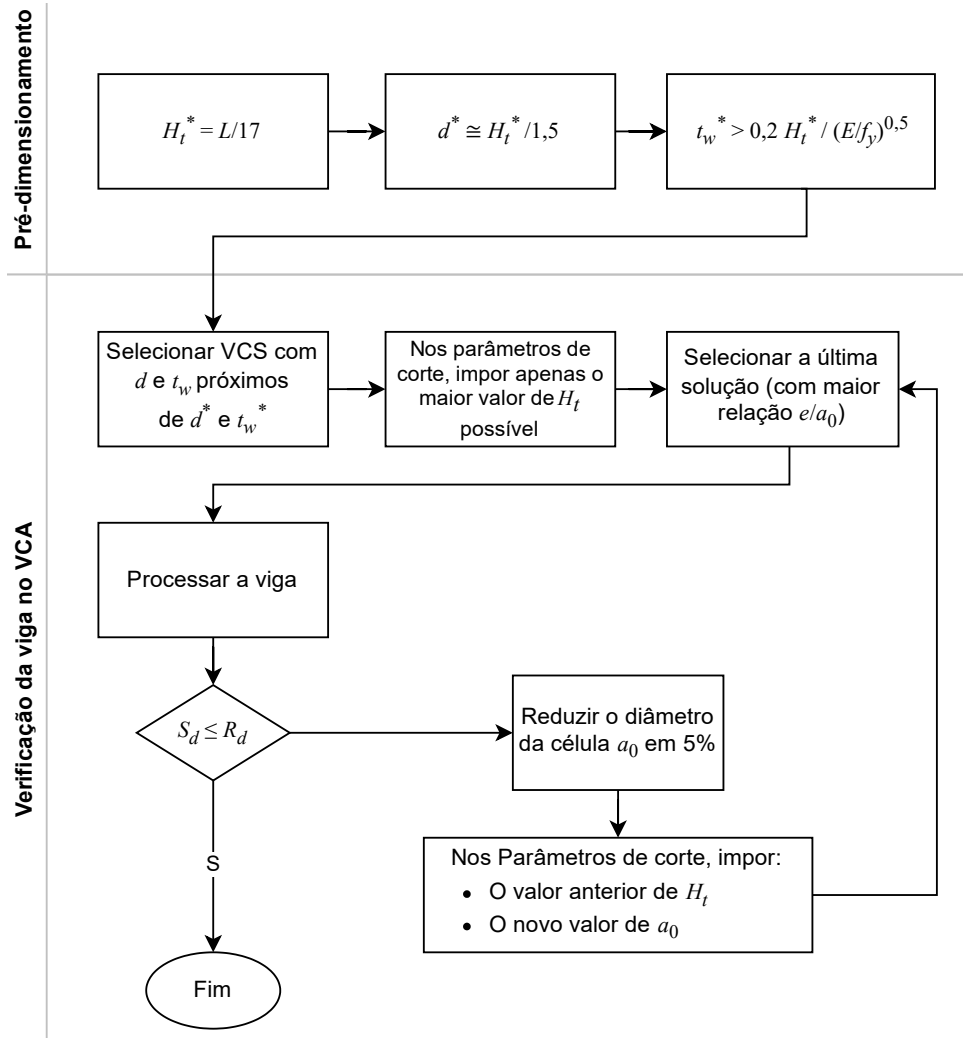 Pré-dimensionamento
H_t^* = L/17
d^* ≅ H_t^* /1,5
t_w^* > 0,2 H_t^* / (E/f_y)^0,5
Verificação da viga no VCA
Selecionar VCS com
d e t_w próximos
de d^* e t_w^*
Nos parâmetros de
corte, impor apenas o
maior valor de H_t
possível
Selecionar a última
solução (com maior
relação e/a_0)
Processar a viga
S_d ≤ R_d
Reduzir o diâmetro
da célula a_0 em 5%
Nos Parâmetros de corte, impor:
• O valor anterior de H_t
• O novo valor de a_0
S
Fim